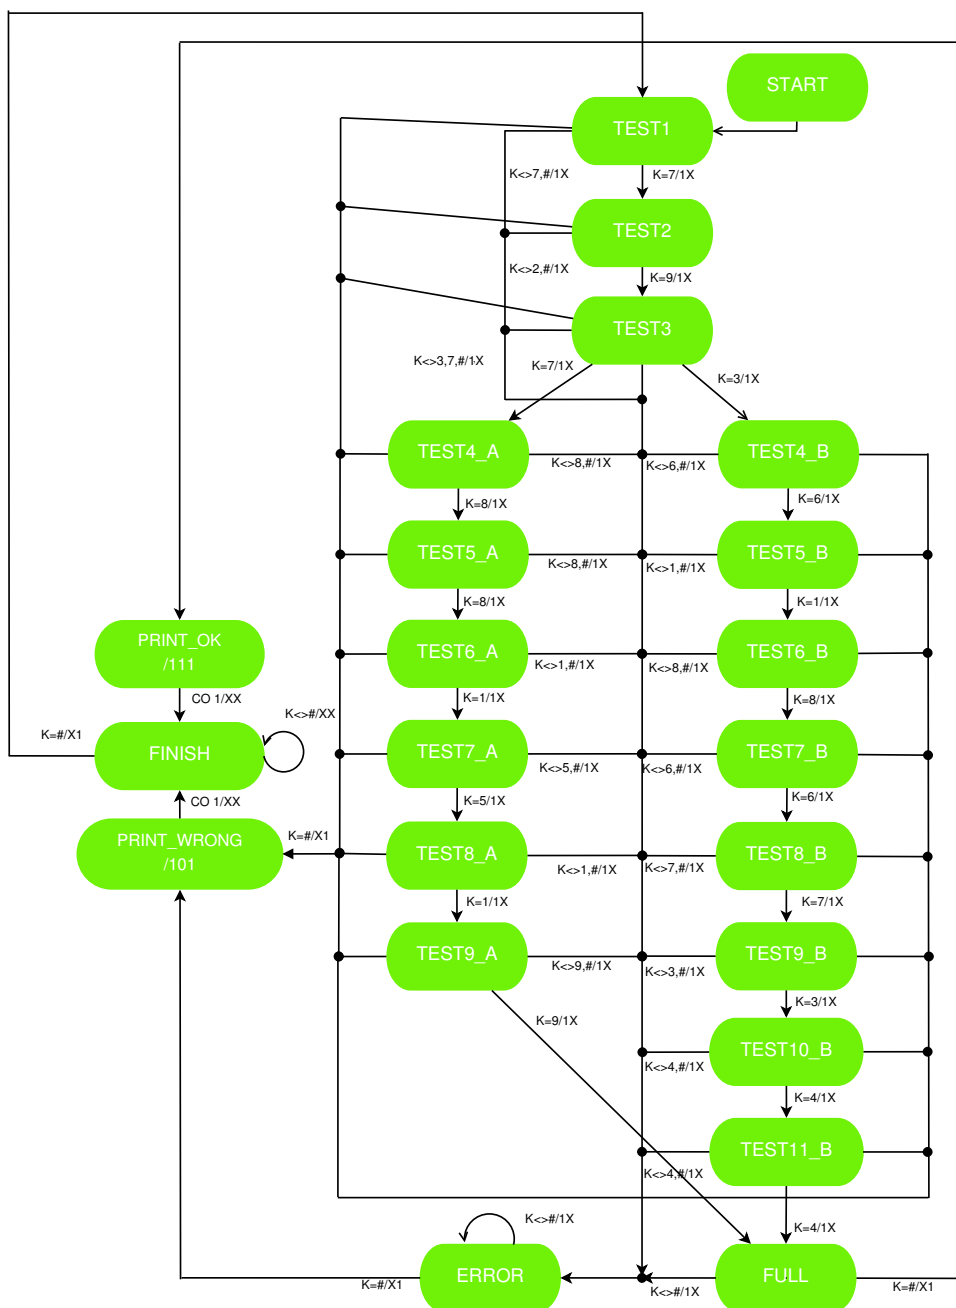 START
TEST1
K<>7,#/1X
K=7/1X
TEST2
K<>2,#/1X
K=9/1X
TEST3
K<>3,7,#/1X
K=7/1X
K=3/1X
TEST4_A
K<>8,#/1X
K<>6,#/1X
TEST4_B
K=8/1X
K=6/1X
TEST5_A
K<>8,#/1X
K<>1,#/1X
TEST5_B
K=8/1X
K=1/1X
PRINT_OK
/111
TEST6_A
K<>1,#/1X
K<>8,#/1X
TEST6_B
CO 1/XX
K=1/1X
K=8/1X
K=#/X1
K<>#/XX
FINISH
TEST7_A
K<>5,#/1X
K<>6,#/1X
TEST7_B
CO 1/XX
K=5/1X
K=6/1X
PRINT_WRONG
/101
K=#/X1
TEST8_A
K<>1,#/1X
K<>7,#/1X
TEST8_B
K=1/1X
K=7/1X
TEST9_A
K<>9,#/1X
K<>3,#/1X
TEST9_B
K=9/1X
K=3/1X
TEST10_B
K<>4,#/1X
K=4/1X
TEST11_B
K<>4,#/1X
K=4/1X
K<>#/1X
K=#/X1
ERROR
K<>#/1X
FULL
K=#/X1